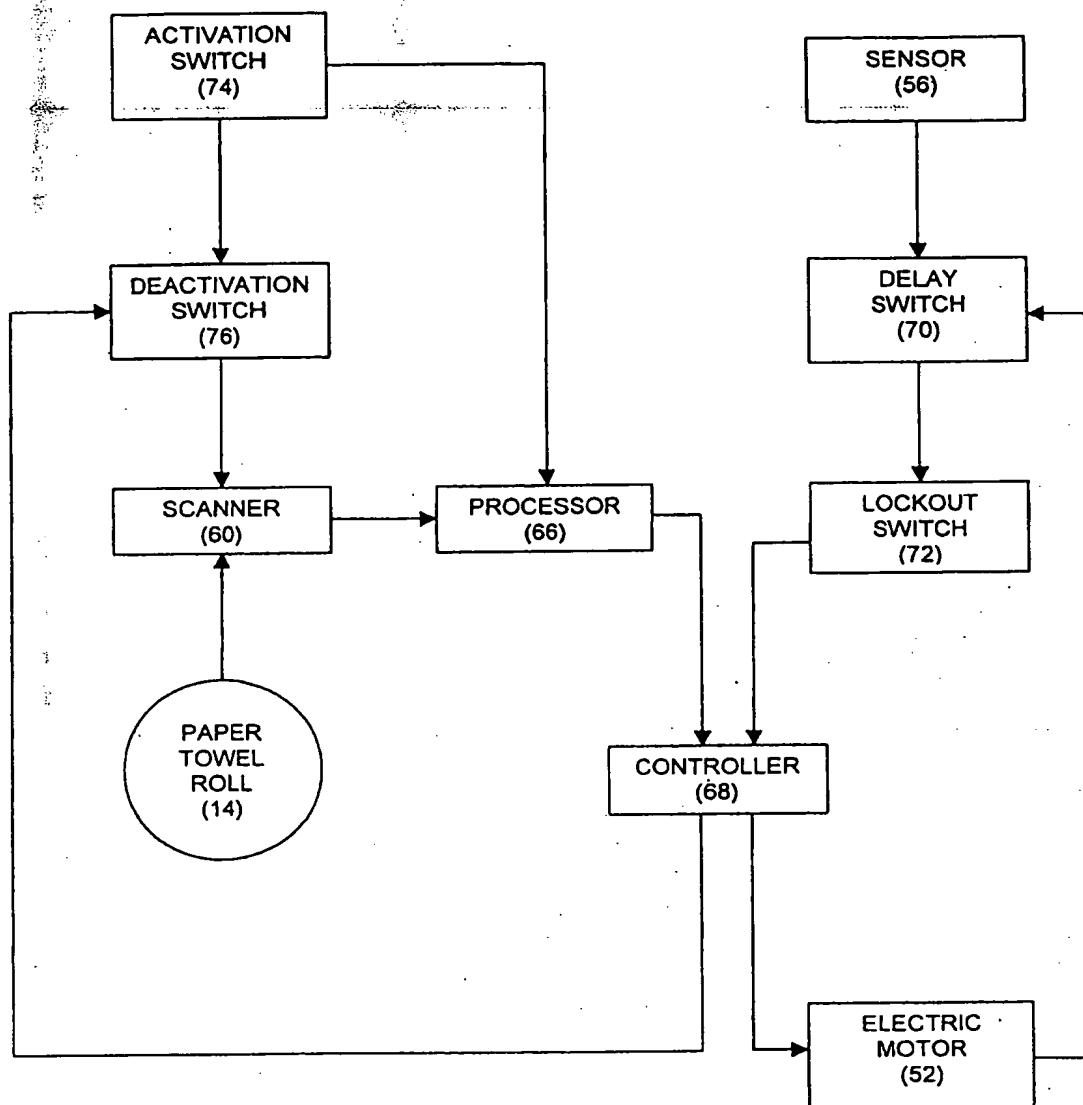 ACTIVATION
SWITCH
(74)
SENSOR
(56)
DEACTIVATION
SWITCH
(76)
DELAY
SWITCH
(70)
SCANNER
(60)
PROCESSOR
(66)
LOCKOUT
SWITCH
(72)
PAPER
TOWEL
ROLL
(14)
CONTROLLER
(68)
ELECTRIC
MOTOR
(52)